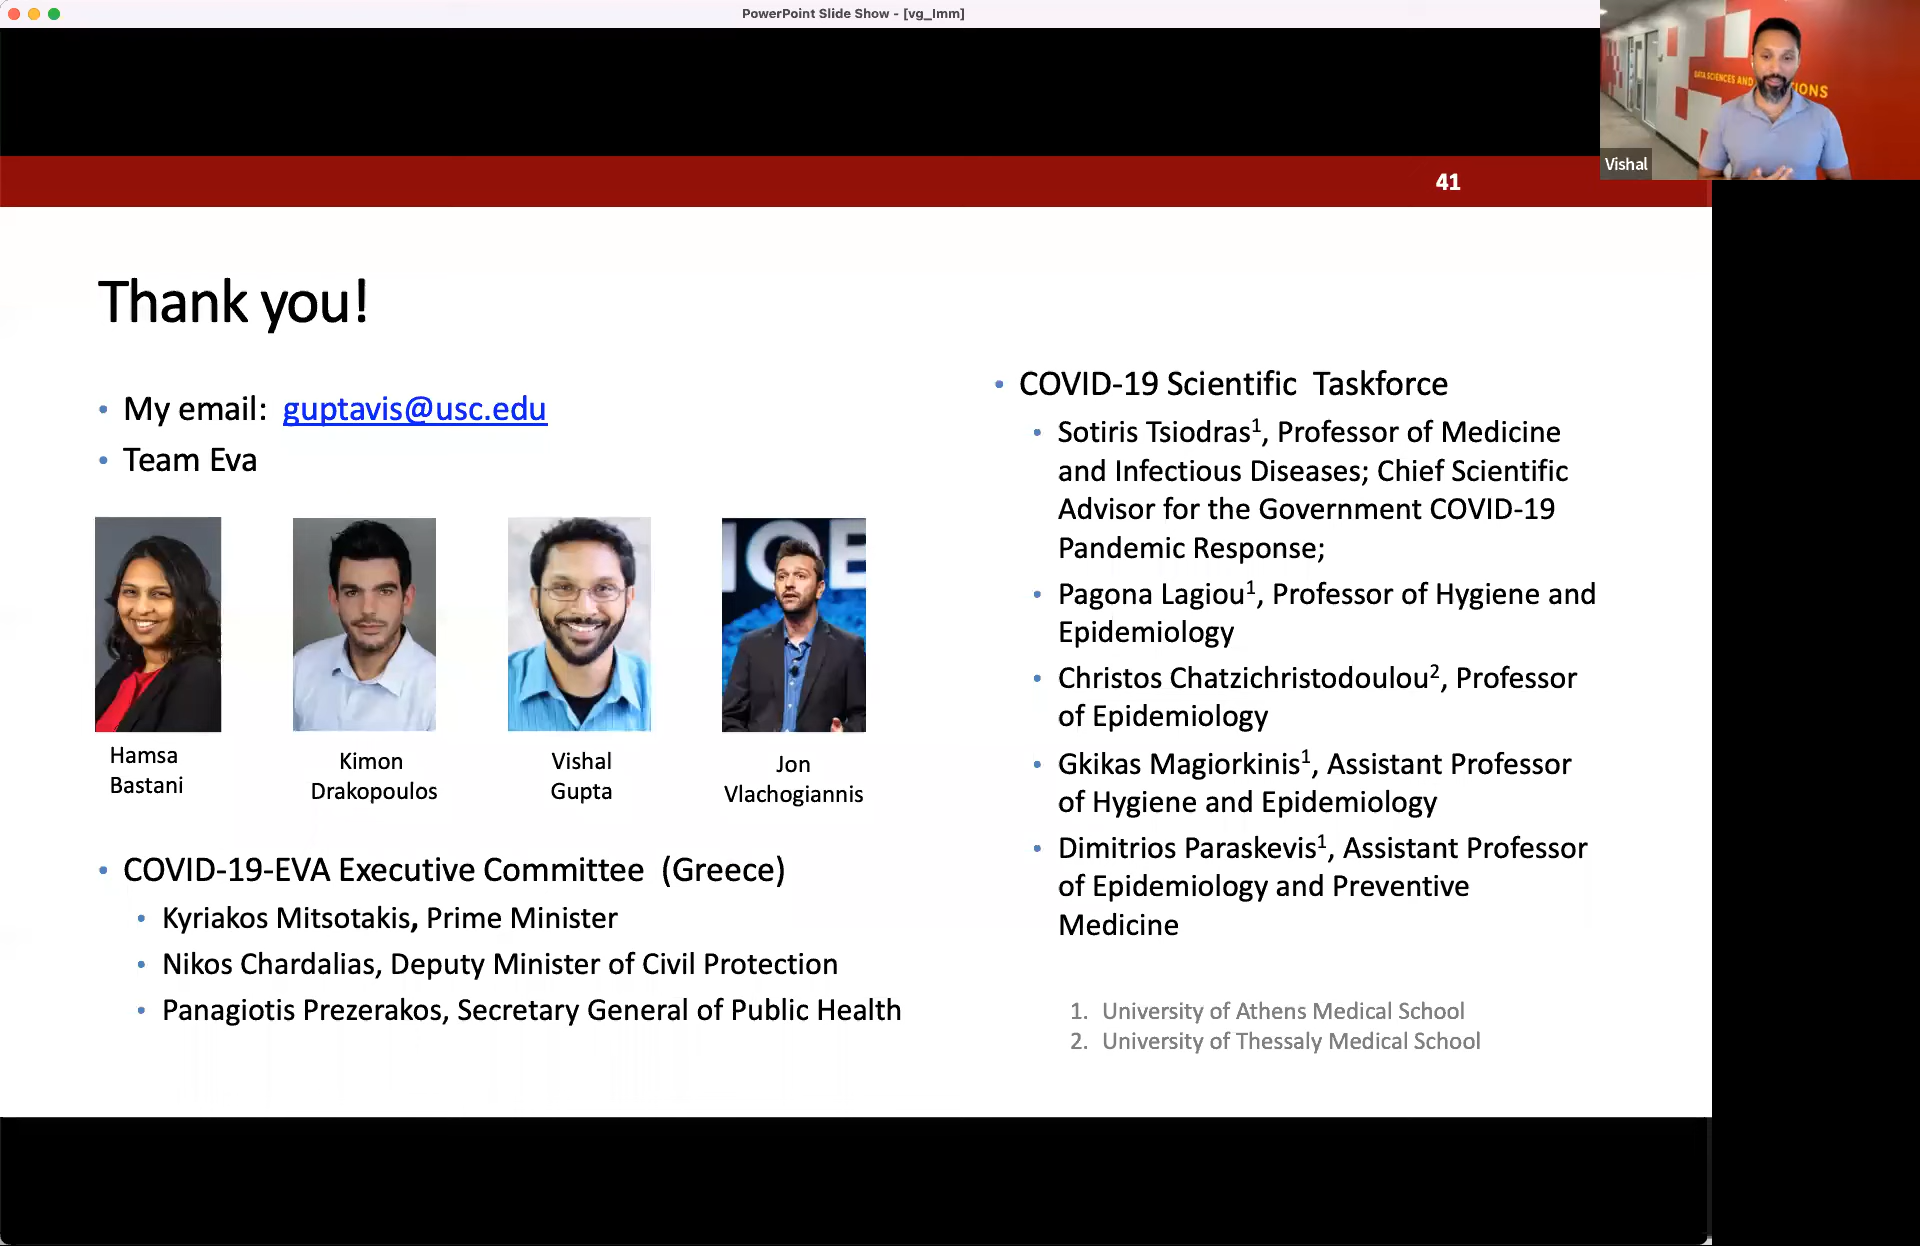 PowerPoint Slide Show - [vg_Imm]
DATA SCIENCES AND
IONS
Vishal
41
Thank you!
• My email: guptavis@usc.edu
• Team Eva
Hamsa
Bastani
Kimon
Drakopoulos
Vishal
Gupta
Jon
Vlachogiannis
• COVID-19-EVA Executive Committee (Greece)
• Kyriakos Mitsotakis, Prime Minister
• Nikos Chardalias, Deputy Minister of Civil Protection
• Panagiotis Prezerakos, Secretary General of Public Health
• COVID-19 Scientific Taskforce
• Sotiris Tsiodras¹, Professor of Medicine
and Infectious Diseases; Chief Scientific
Advisor for the Government COVID-19
Pandemic Response;
• Pagona Lagiou¹, Professor of Hygiene and
Epidemiology
• Christos Chatzichristodoulou², Professor
of Epidemiology
• Gkikas Magiorkinis¹, Assistant Professor
of Hygiene and Epidemiology
• Dimitrios Paraskevis¹, Assistant Professor
of Epidemiology and Preventive
Medicine
1. University of Athens Medical School
2. University of Thessaly Medical School